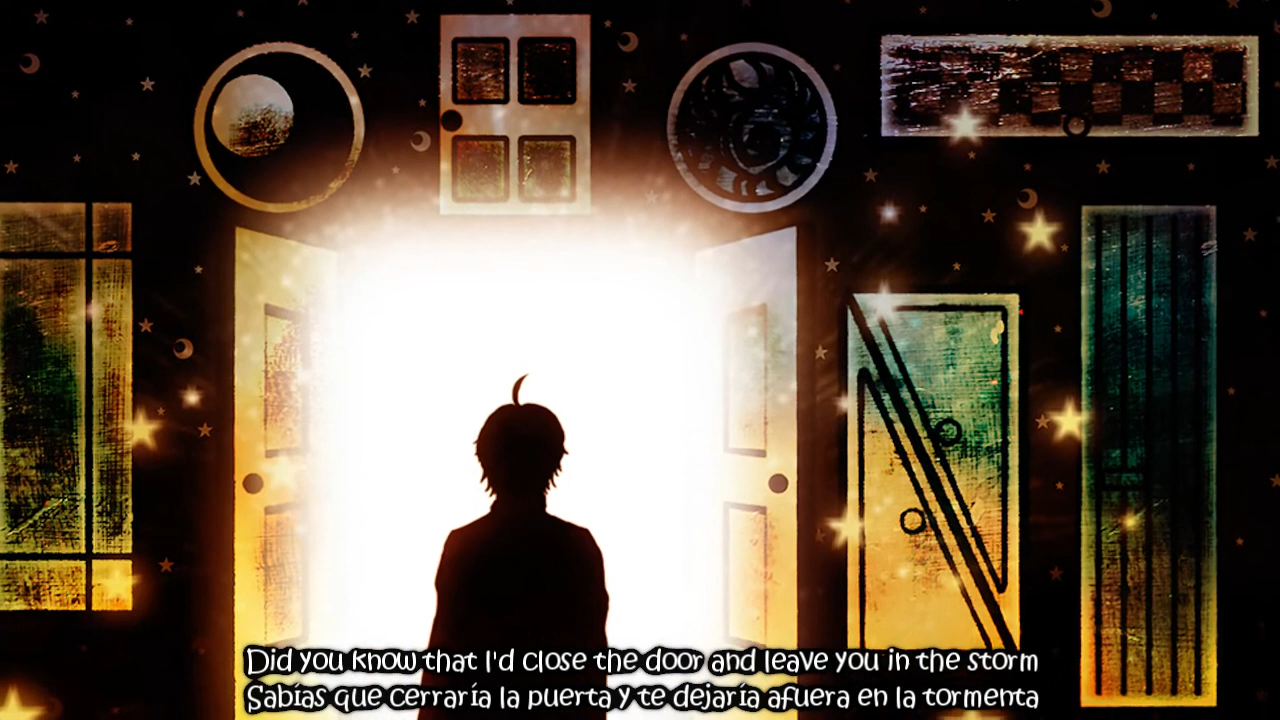 Did you know that I'd close the door and leave you in the storm
Sabías que cerraría la puerta y te dejaría afuera en la tormenta